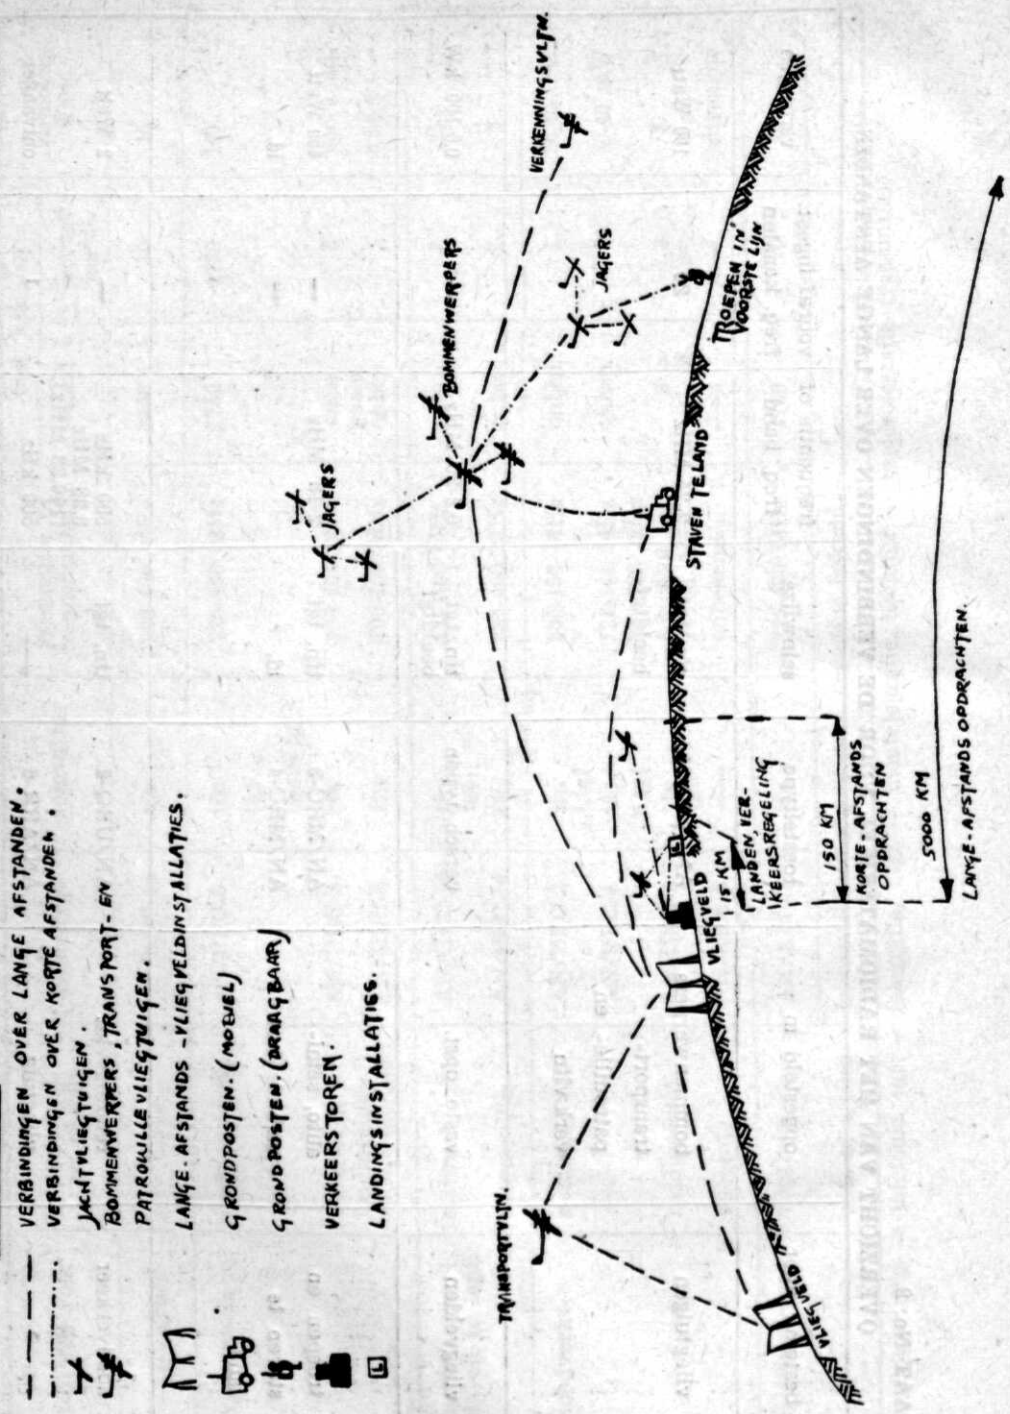 VERBINDINGEN OVER LANGE AFSTANDEN.
VERBINDINGEN OVER KORTE AFSTANDEN.
JACHTVLIEGTUIGEN.
BOMMENWERPERS, TRANSPORT-EN
PATROUILLE VLIEGTUIGEN.
LANGE-AFSTANDS-VLIEGVELDINSTALLATIES.
GRONDPOSTEN. (MOBIEL)
GRONDPOSTEN. (DRAAGBAAR)
VERKEERSTOREN.
L LANDINGSINSTALLATIES.
TRANSPORTVLTN.
JAGERS
BOMMENWERPERS
VERKENNINGSVLTN.
JAGERS
VLIEGVELD
VLIEGVELD
L
STAVEN TE LAND
TROEPEN IN
VOORSTE LIJN
15 KM
LANDEN, VER-
KEERSREGELING
150 KM
KORTE-AFSTANDS
OPDRACHTEN
5000 KM
LANGE-AFSTANDS OPDRACHTEN.